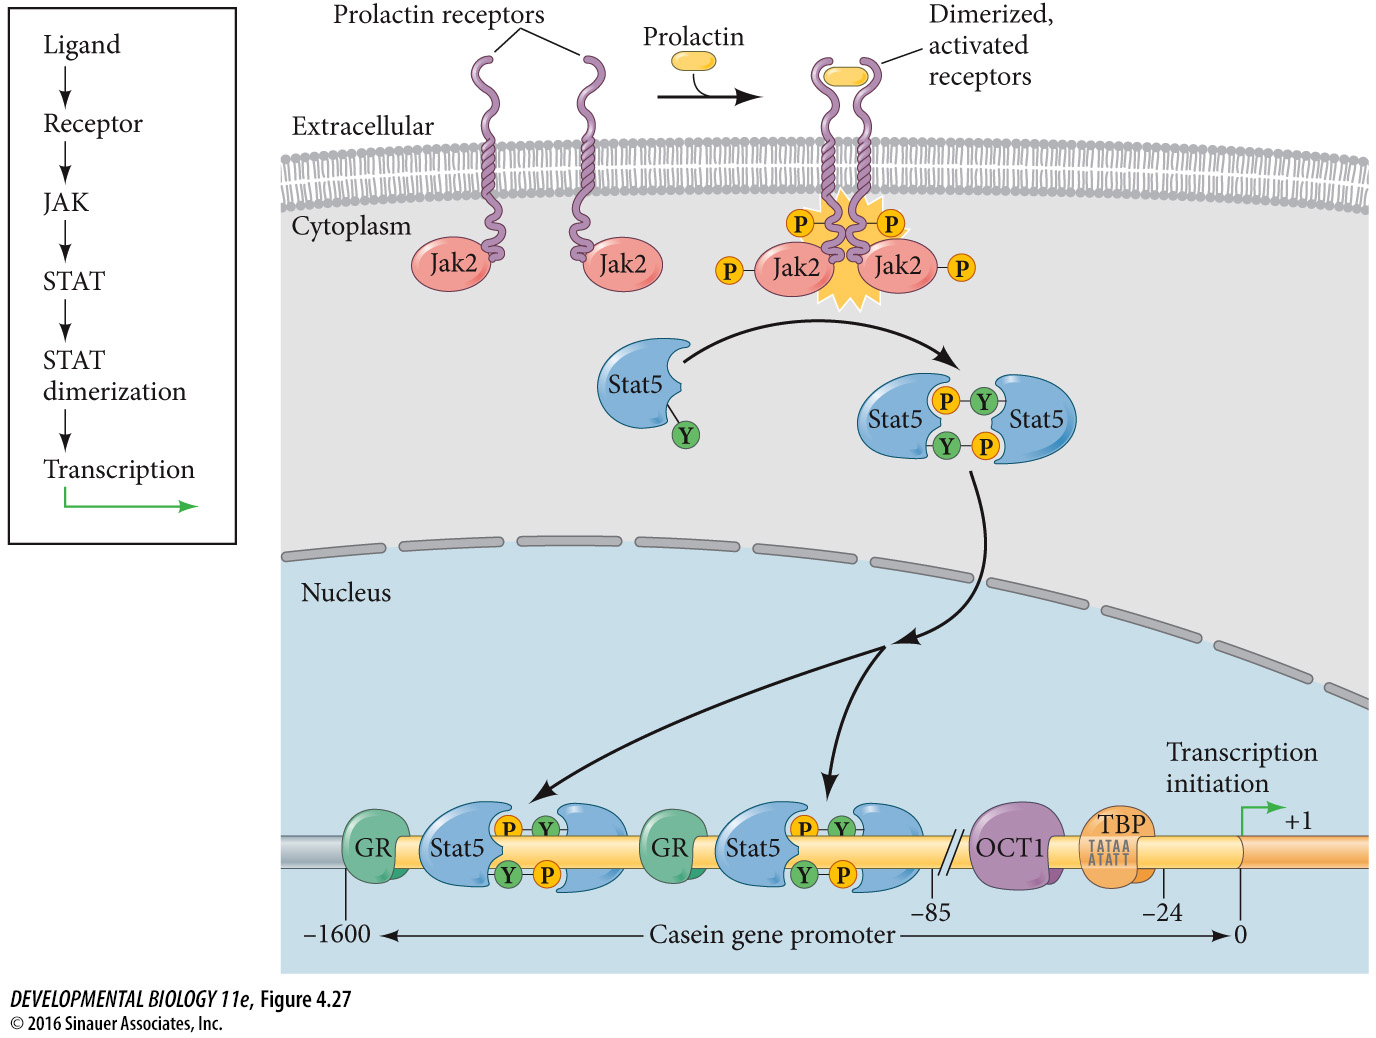 Ligand
Receptor
JAK
STAT
STAT
dimerization
Transcription
Prolactin receptors
Prolactin
Dimerized,
activated
receptors
Extracellular
Cytoplasm
P P
Jak2 Jak2 P Jak2 Jak2 P
Stat5
Y
Stat5 P Y Stat5
Y P
Nucleus
Transcription
initiation
+1
GR Stat5 P Y GR Stat5 P Y OCT1 TBP
TATAA
ATATT
Y P Y P
–85 –24
–1600 Casein gene promoter 0
DEVELOPMENTAL BIOLOGY 11e, Figure 4.27
© 2016 Sinauer Associates, Inc.